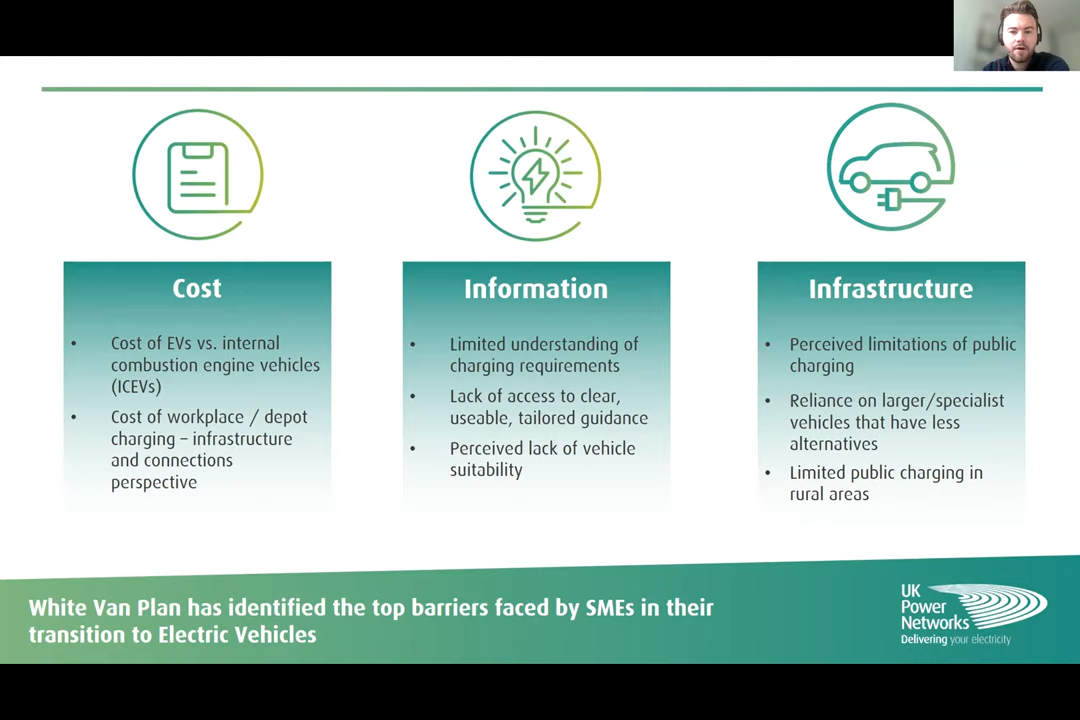 Cost
• Cost of EVs vs. internal
combustion engine vehicles
(ICEVs)
• Cost of workplace / depot
charging – infrastructure
and connections
perspective
Information
• Limited understanding of
charging requirements
• Lack of access to clear,
useable, tailored guidance
• Perceived lack of vehicle
suitability
Infrastructure
• Perceived limitations of public
charging
• Reliance on larger/specialist
vehicles that have less
alternatives
• Limited public charging in
rural areas
White Van Plan has identified the top barriers faced by SMEs in their
transition to Electric Vehicles
UK
Power
Networks
Delivering your electricity